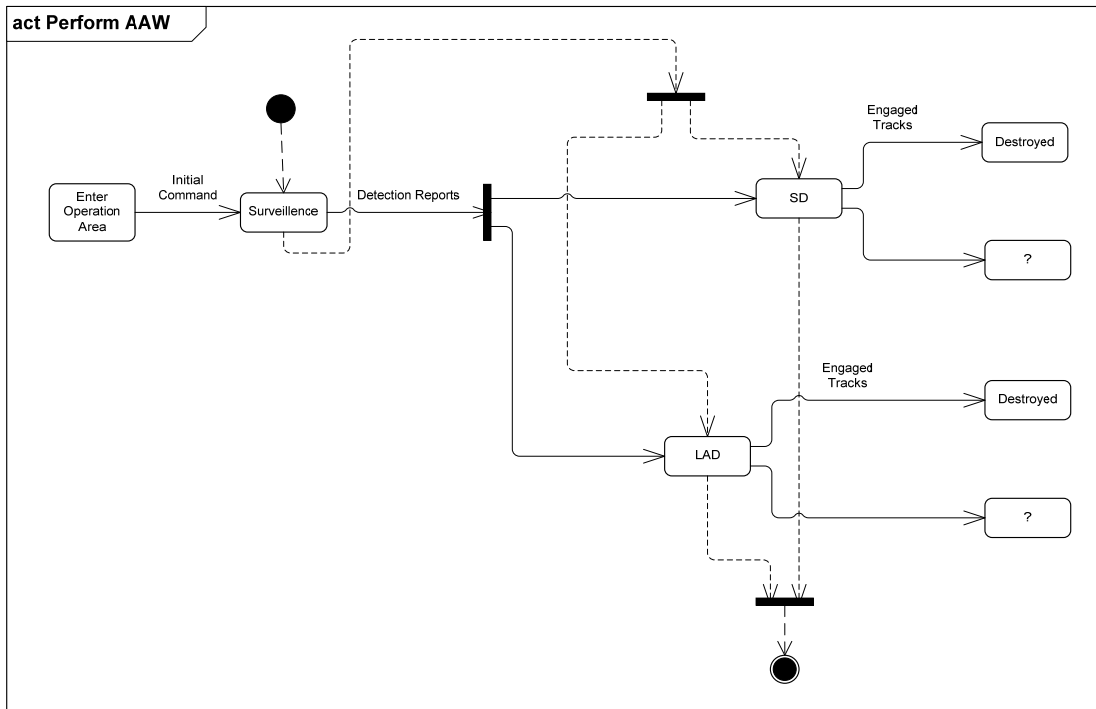 act Perform AAW
Engaged
Tracks
Destroyed
Enter
Operation
Area
Initial
Command
Surveillence
Detection Reports
SD
?
Engaged
Tracks
Destroyed
LAD
?